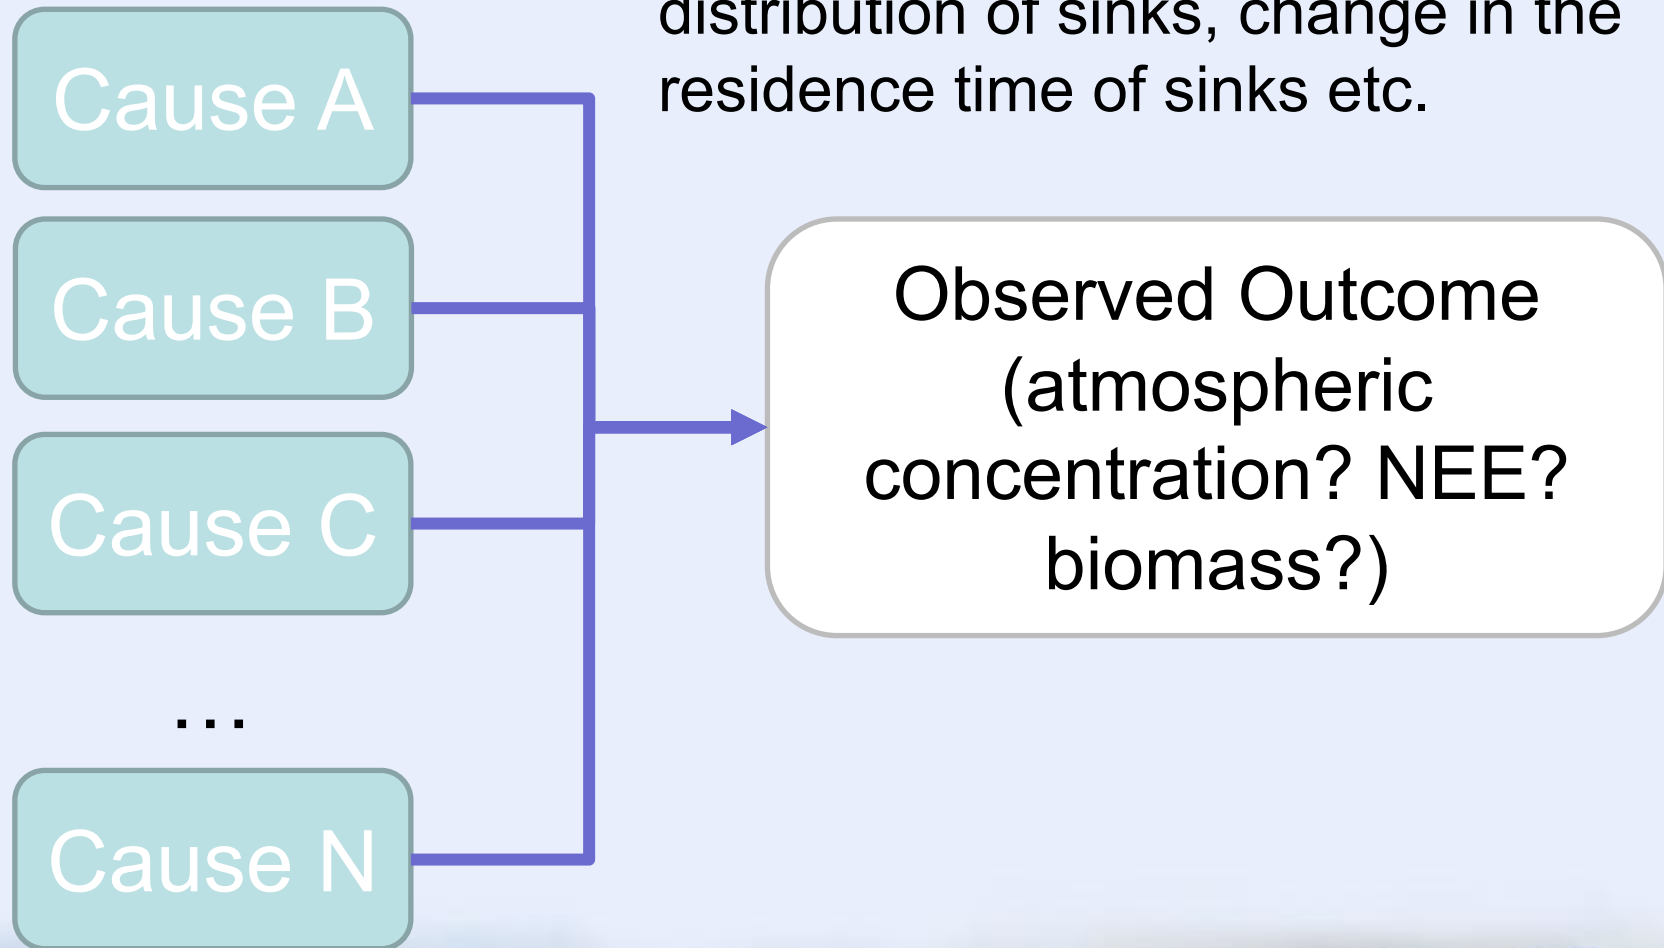 distribution of sinks, change in the
residence time of sinks etc.
Cause A
Cause B
Cause C
…
Cause N
Observed Outcome
(atmospheric
concentration? NEE?
biomass?)